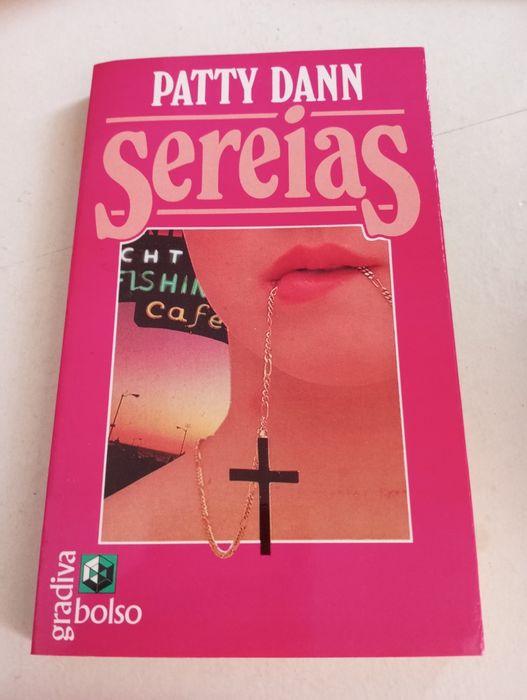 PATTY DANN
sereias
CHT
FISHIN
Cafe
gradiva
bolso